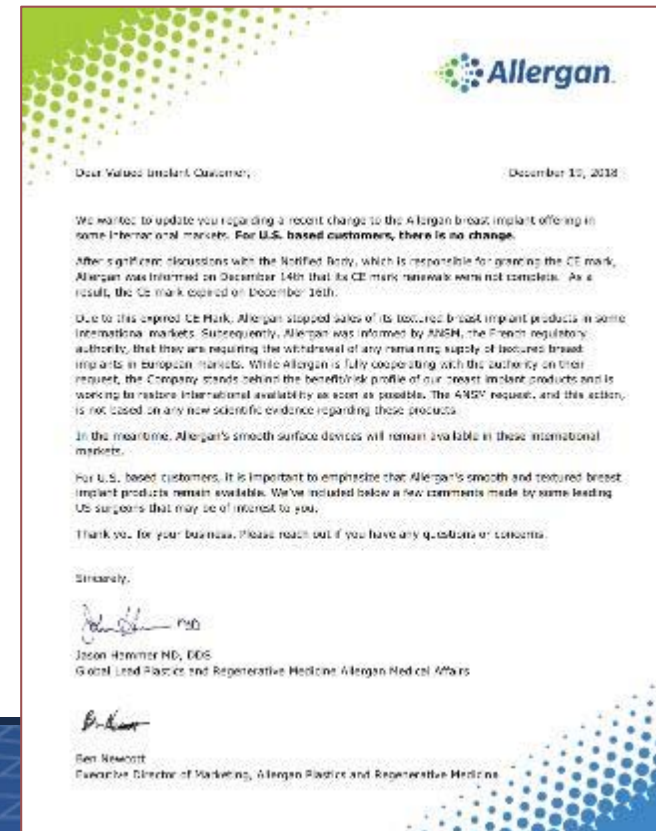 Allergan
Dear Valued Implant Customer,
December 19, 2018
We wanted to update you regarding a recent change to the Allergan breast implant offering in
some international markets. For U.S. based customers, there is no change.
After significant discussions with the Notified Body, which is responsible for granting the CE mark,
Allergan was informed on December 14th that its CE mark renewals were not complete. As a
result, the CE mark expired on December 16th.
Due to this expired CE Mark, Allergan stopped sales of its textured breast implant products in some
international markets. Subsequently, Allergan was informed by ANSM, the French regulatory
authority, that they are requiring the withdrawal of any remaining supply of textured breast
implants in European markets. While Allergan is fully cooperating with the authority on their
request, the Company stands behind the benefit/risk profile of our breast implant products and is
working to restore international availability as soon as possible. The ANSM request, and this action,
is not based on any new scientific evidence regarding these products.
In the meantime, Allergan's smooth surface devices will remain available in these international
markets.
For U.S. based customers, it is important to emphasize that Allergan's smooth and textured breast
implant products remain available. We've included below a few comments made by some leading
US surgeons that may be of interest to you.
Thank you for your business. Please reach out if you have any questions or concerns.
Sincerely,
MD
Jason Hammer MD, DDS
Global Lead Plastics and Regenerative Medicine Allergan Medical Affairs
Ben Newcott
Executive Director of Marketing, Allergan Plastics and Regenerative Medicine